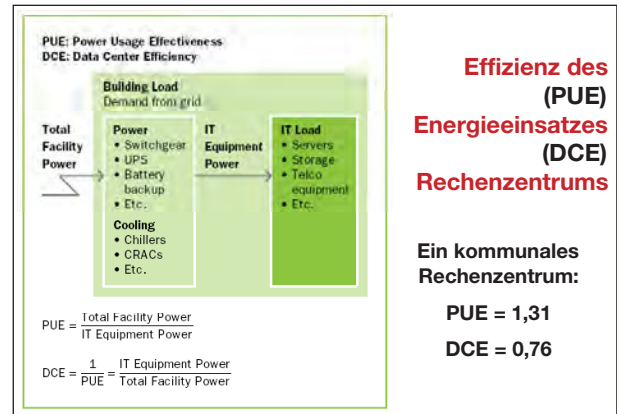 PUE: Power Usage Effectiveness
DCE: Data Center Efficiency
Building Load
Demand from grid
Total
Facility
Power
Power
• Switchgear
• UPS
• Battery
backup
• Etc.
Cooling
• Chillers
• CRACs
• Etc.
IT
Equipment
Power
IT Load
• Servers
• Storage
• Telco
equipment
• Etc.
PUE = Total Facility Power
IT Equipment Power
DCE = 1 = IT Equipment Power
PUE Total Facility Power
Effizienz des
(PUE)
Energieeinsatzes
(DCE)
Rechenzentrums
Ein kommunales
Rechenzentrum:
PUE = 1,31
DCE = 0,76